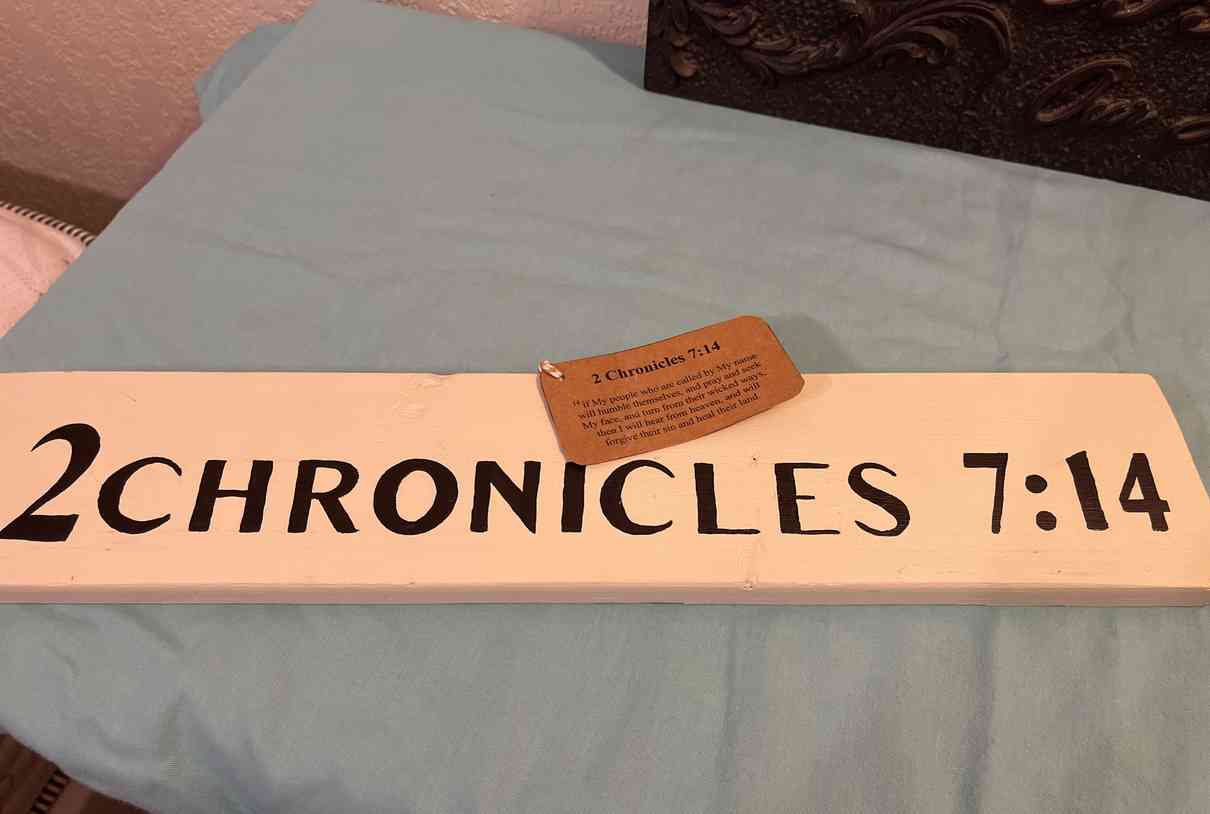 2 Chronicles 7:14
14 if My people who are called by My name
will humble themselves, and pray and seek
My face, and turn from their wicked ways,
then I will hear from heaven, and will
forgive their sin and heal their land
2CHRONICLES 7:14